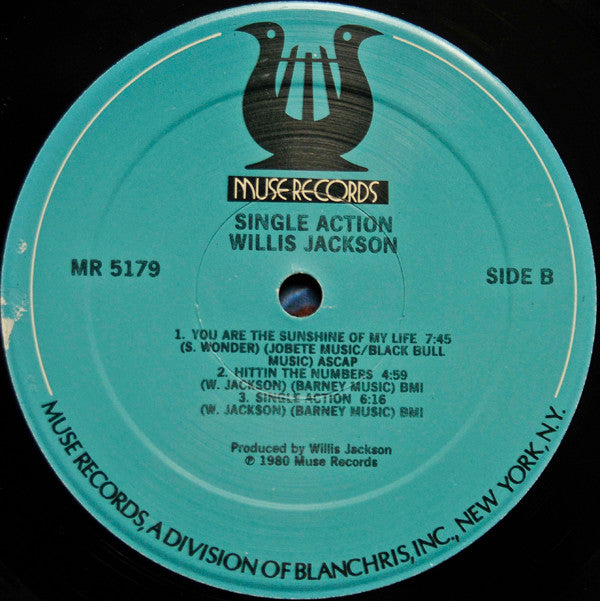 MUSE RECORDS
SINGLE ACTION
WILLIS JACKSON
MR 5179
SIDE B
1. YOU ARE THE SUNSHINE OF MY LIFE 7:45
(S. WONDER) (JOBETE MUSIC/BLACK BULL
MUSIC) ASCAP
2. HITTIN THE NUMBERS 4:59
(W. JACKSON) (BARNEY MUSIC) BMI
3. SINGLE ACTION 6:16
(W. JACKSON) (BARNEY MUSIC) BMI
Produced by Willis Jackson
℗ 1980 Muse Records
MUSE RECORDS, A DIVISION OF BLANCHRIS, INC., NEW YORK, N.Y.